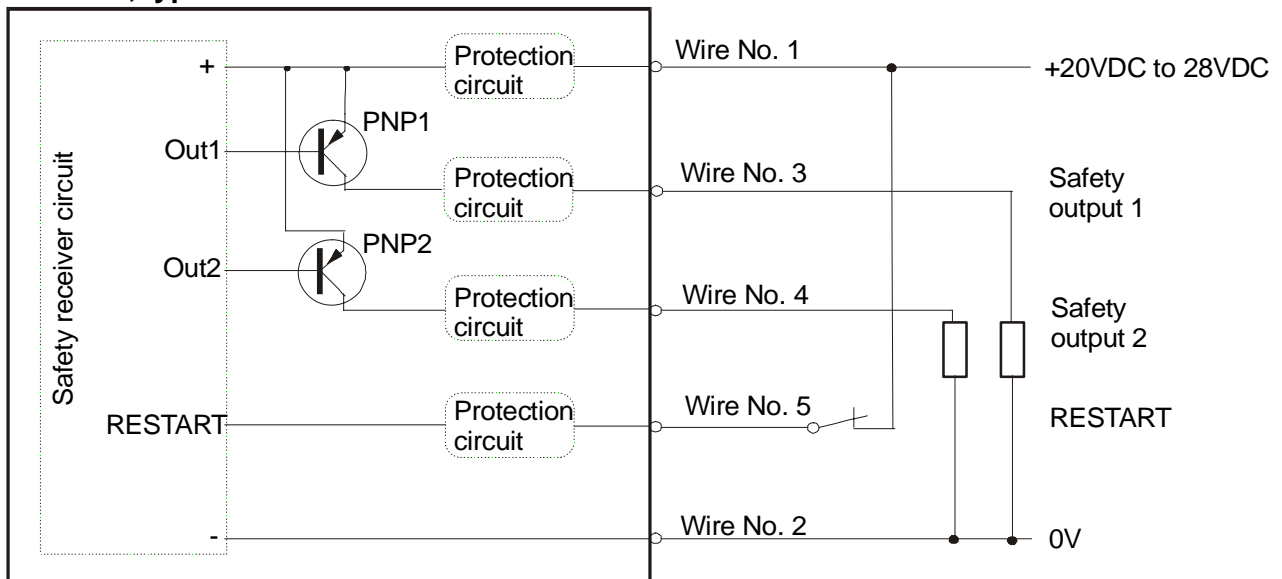 +
Protection
circuit
Wire No. 1
+20VDC to 28VDC
PNP1
Out1
Protection
circuit
Wire No. 3
Safety
output 1
Safety receiver circuit
PNP2
Out2
Protection
circuit
Wire No. 4
Safety
output 2
RESTART
Protection
circuit
Wire No. 5
RESTART
-
Wire No. 2
0V